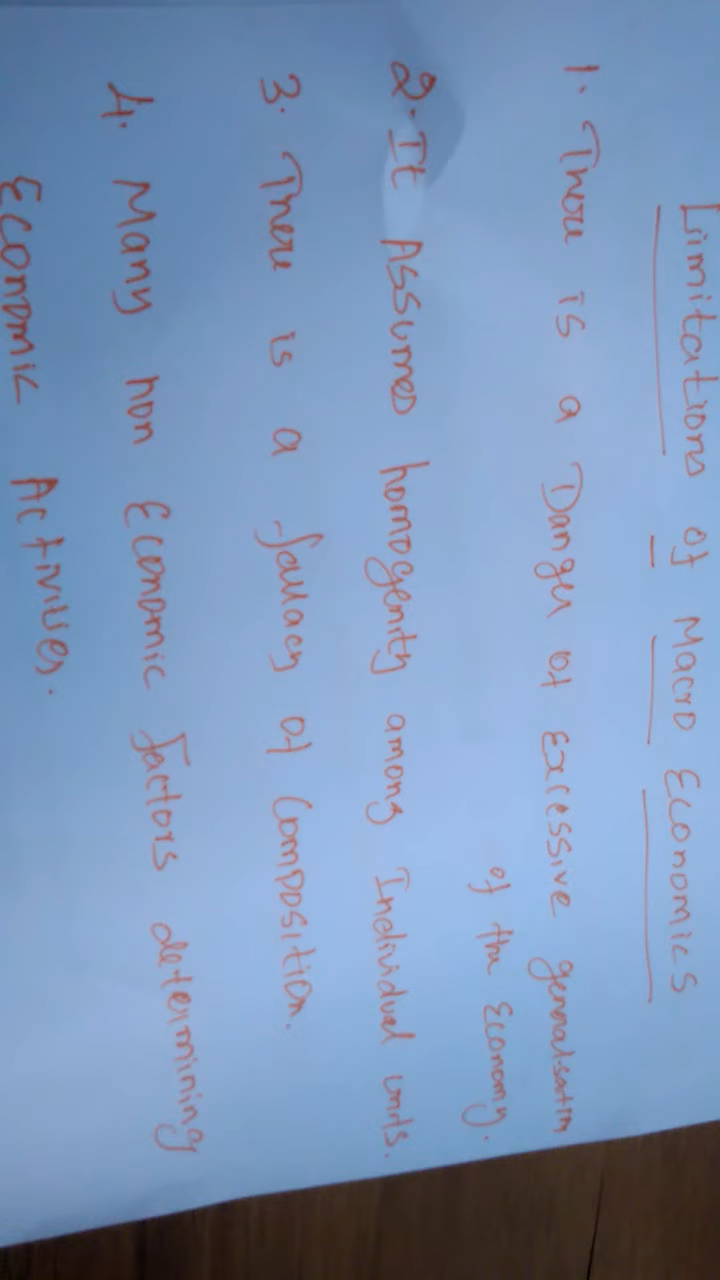 Limitations of Macro Economics
1. There is a Danger of Excessive generalisation
of the Economy.
2. It Assumes homogenity among Individual units.
3. There is a fallacy of Composition.
4. Many non Economic factors determining
Economic Activities.